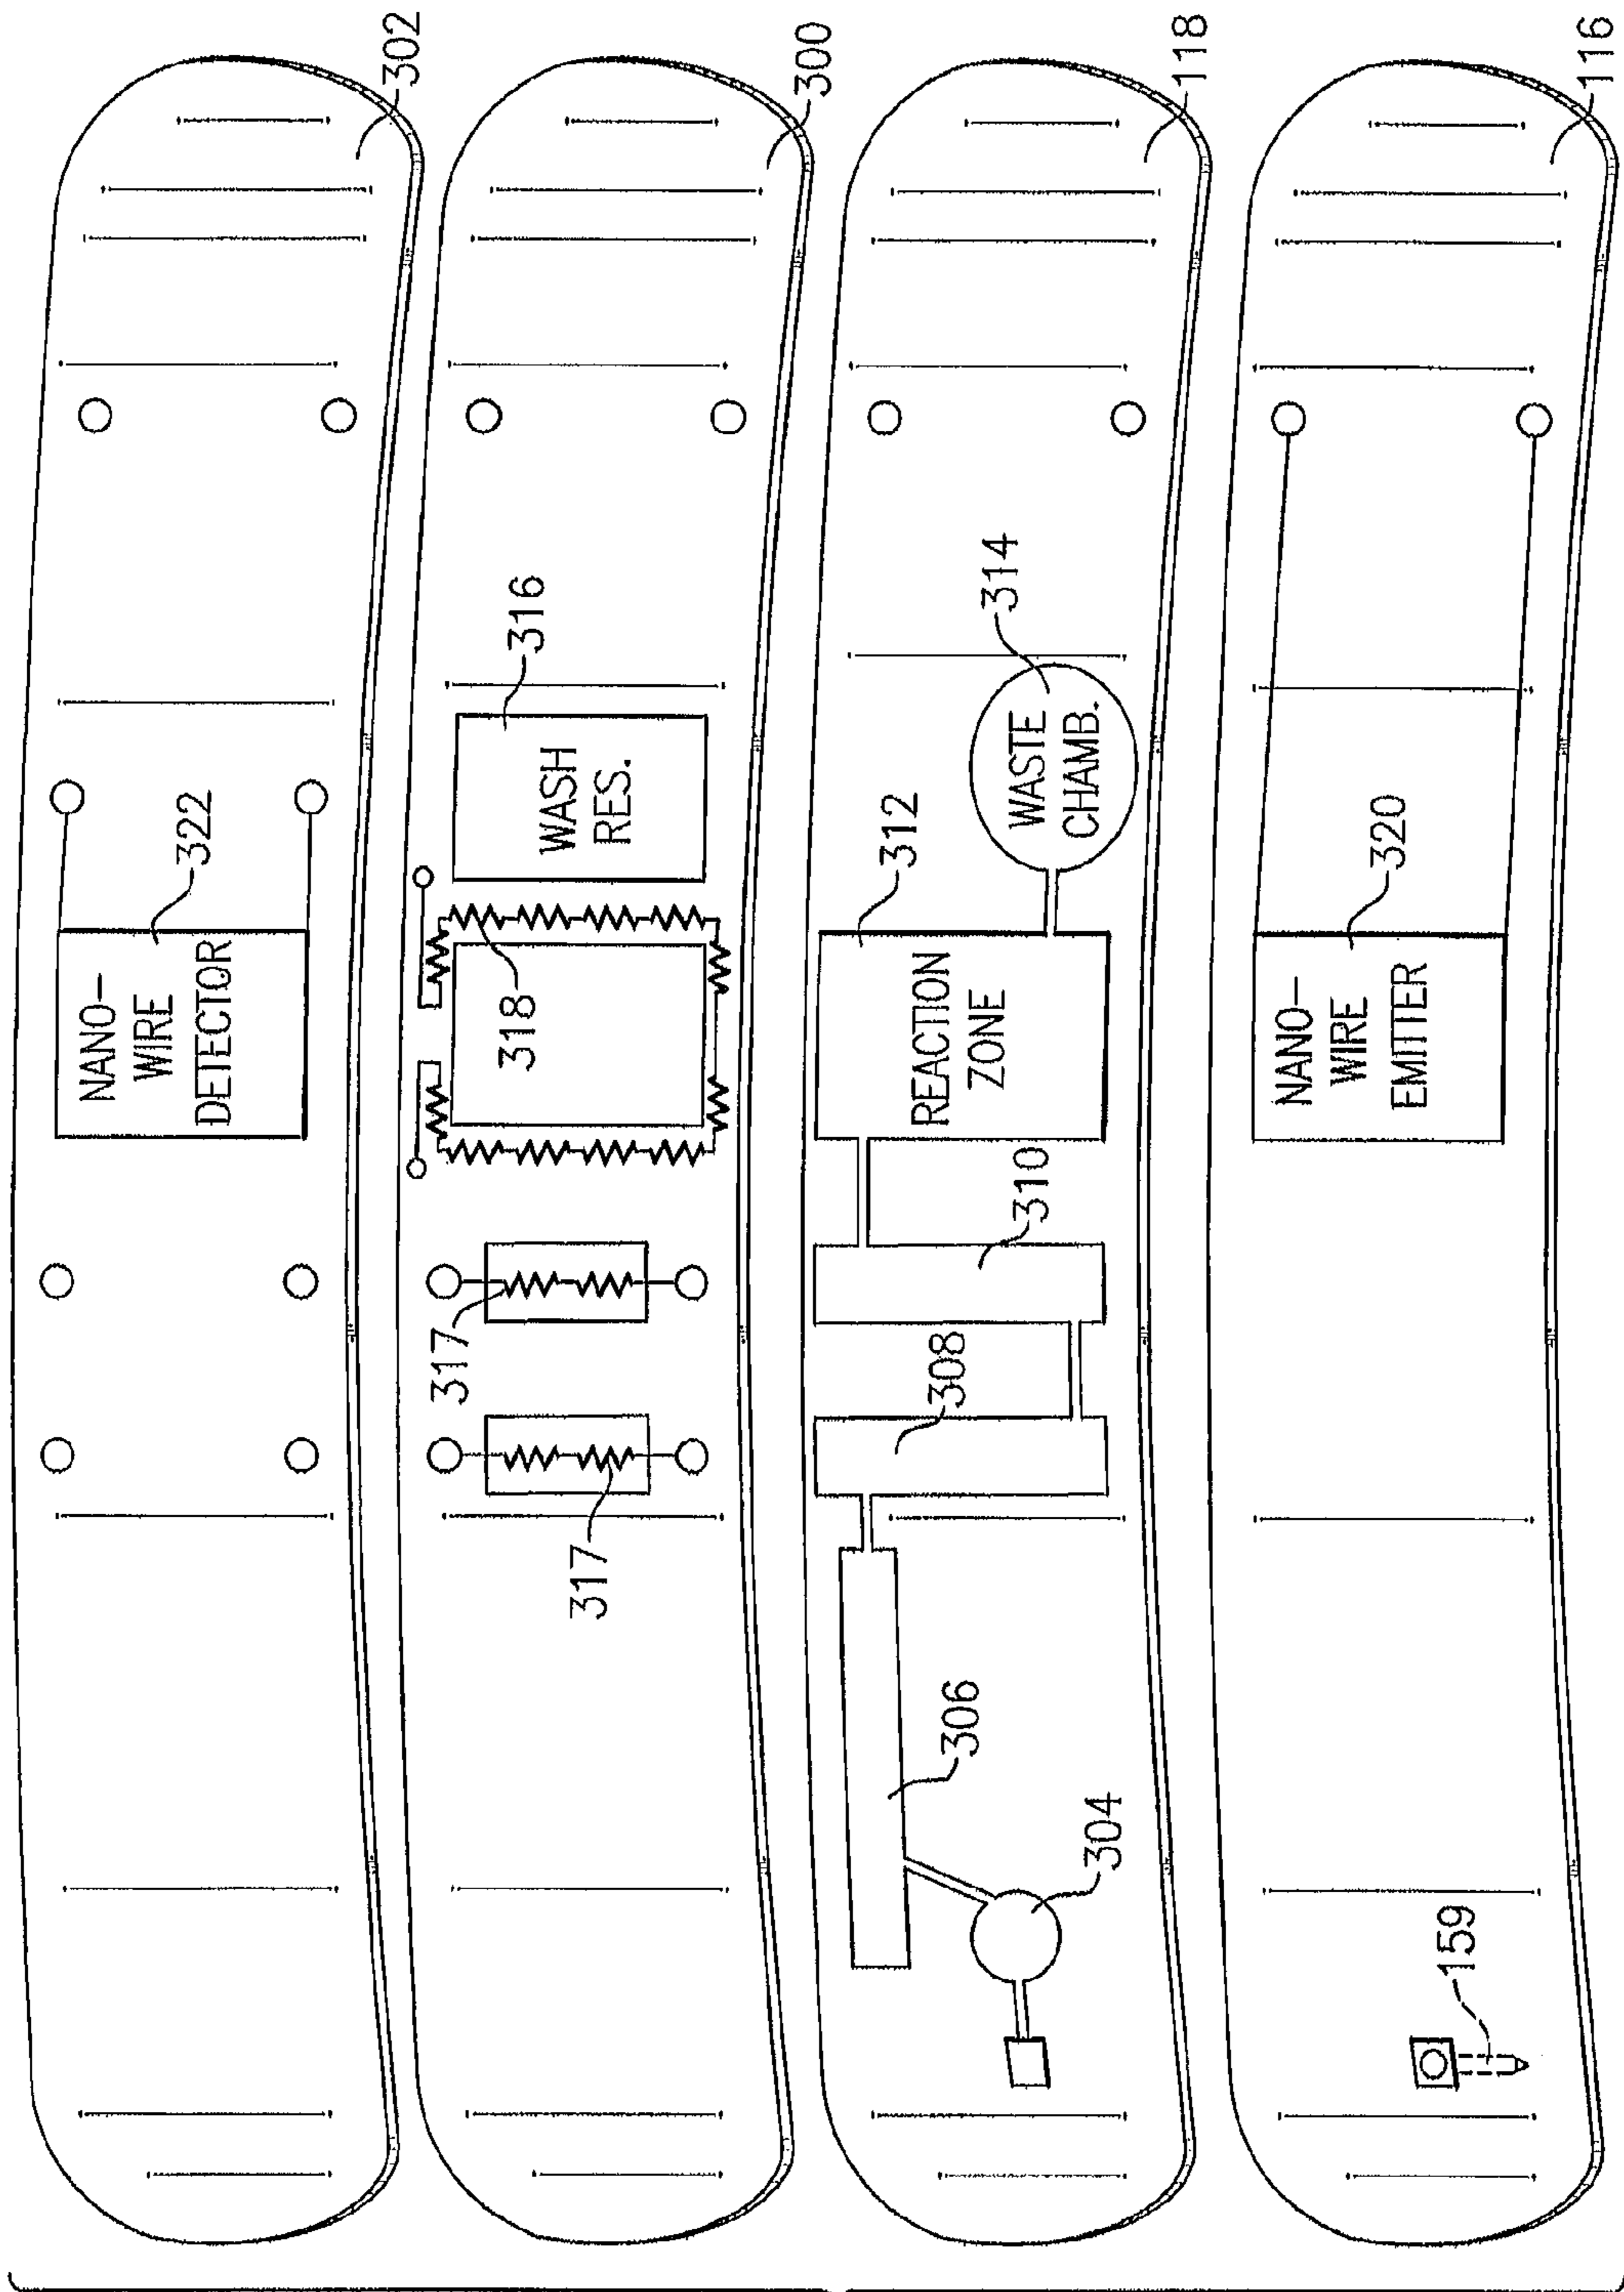 NANO-
WIRE
DETECTOR
322
302
317
317
318
WASH
RES.
316
300
304
306
308
310
REACTION
ZONE
312
WASTE
CHAMB.
314
118
159
NANO-
WIRE
EMITTER
320
116